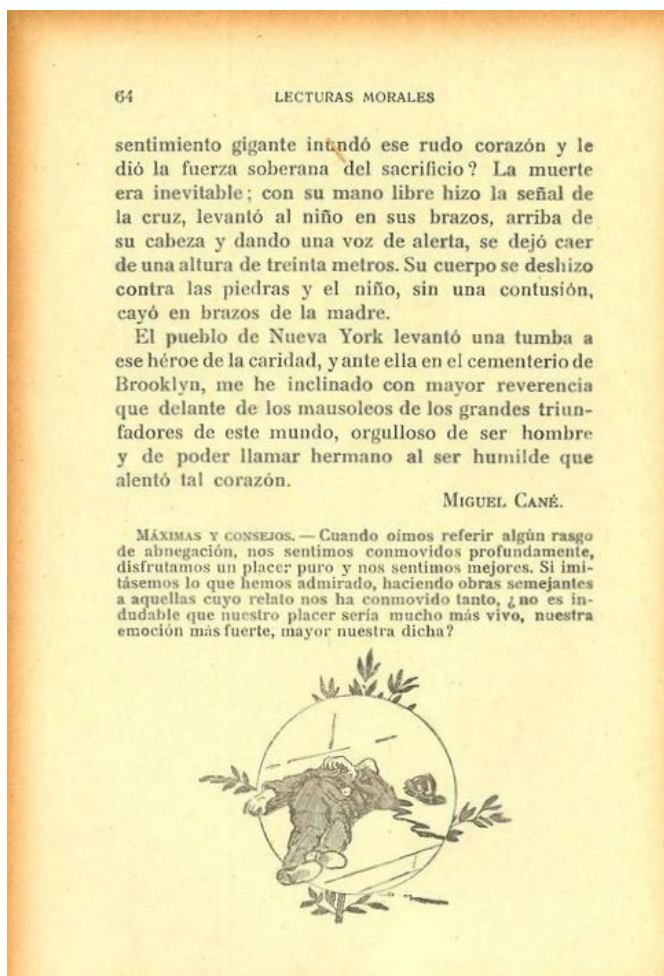 64 LECTURAS MORALES
sentimiento gigante inundó ese rudo corazón y le
dió la fuerza soberana del sacrificio? La muerte
era inevitable; con su mano libre hizo la señal de
la cruz, levantó al niño en sus brazos, arriba de
su cabeza y dando una voz de alerta, se dejó caer
de una altura de treinta metros. Su cuerpo se deshizo
contra las piedras y el niño, sin una contusión,
cayó en brazos de la madre.
El pueblo de Nueva York levantó una tumba a
ese héroe de la caridad, y ante ella en el cementerio de
Brooklyn, me he inclinado con mayor reverencia
que delante de los mausoleos de los grandes triun-
fadores de este mundo, orgulloso de ser hombre
y de poder llamar hermano al ser humilde que
alentó tal corazón.
MIGUEL CANÉ.
MÁXIMAS Y CONSEJOS. — Cuando oímos referir algún rasgo
de abnegación, nos sentimos conmovidos profundamente,
disfrutamos un placer puro y nos sentimos mejores. Si imi-
tásemos lo que hemos admirado, haciendo obras semejantes
a aquellas cuyo relato nos ha conmovido tanto, ¿no es in-
dudable que nuestro placer sería mucho más vivo, nuestra
emoción más fuerte, mayor nuestra dicha?